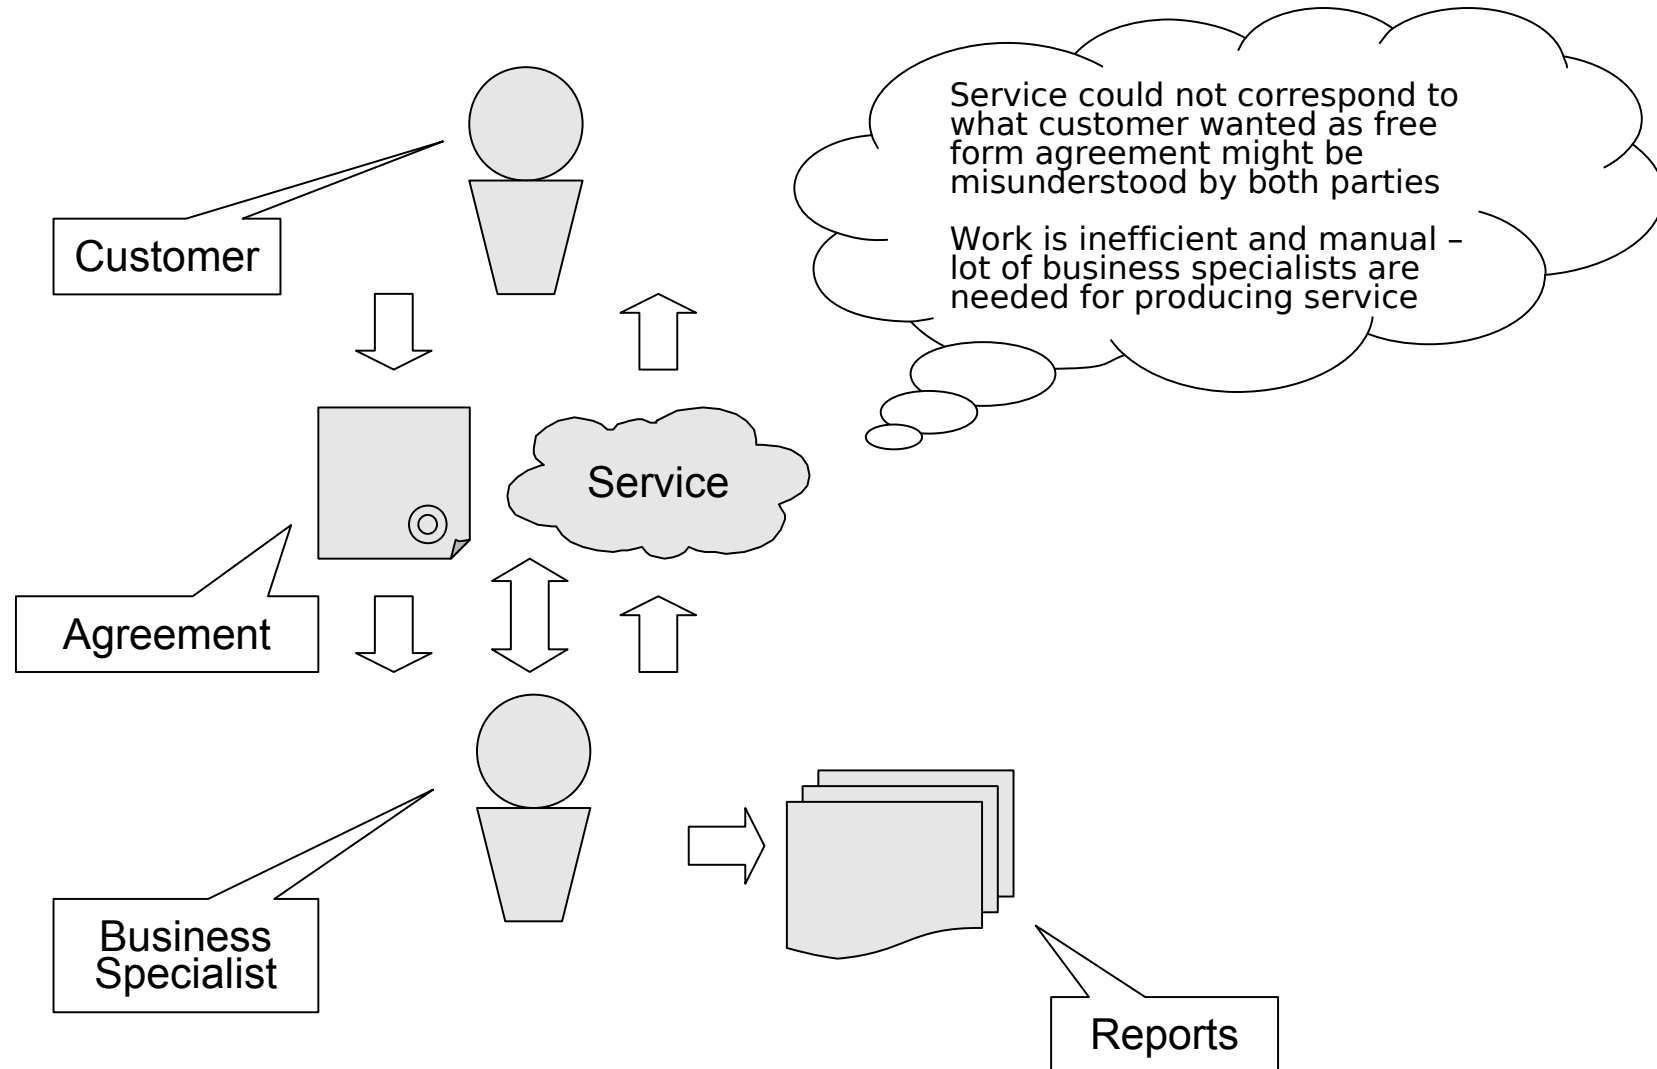 Service could not correspond to
what customer wanted as free
form agreement might be
misunderstood by both parties
Work is inefficient and manual –
lot of business specialists are
needed for producing service
Customer
Service
Agreement
Business
Specialist
Reports